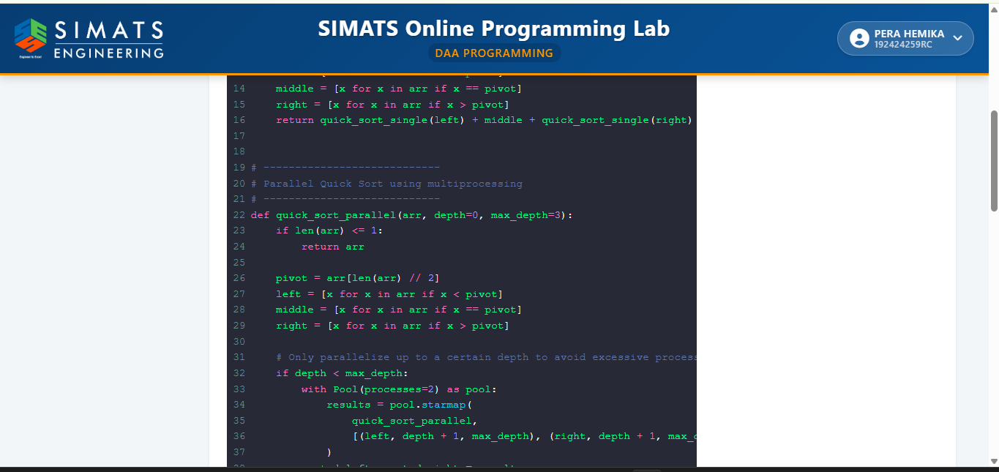 SIMATS
ENGINEERING
Engineer to Excel
SIMATS Online Programming Lab
DAA PROGRAMMING
PERA HEMIKA
192424259RC
14     middle = [x for x in arr if x == pivot]
15     right = [x for x in arr if x > pivot]
16     return quick_sort_single(left) + middle + quick_sort_single(right)
17
18
19 # ----------------------------
20 # Parallel Quick Sort using multiprocessing
21 # ----------------------------
22 def quick_sort_parallel(arr, depth=0, max_depth=3):
23     if len(arr) <= 1:
24         return arr
25
26     pivot = arr[len(arr) // 2]
27     left = [x for x in arr if x < pivot]
28     middle = [x for x in arr if x == pivot]
29     right = [x for x in arr if x > pivot]
30
31     # Only parallelize up to a certain depth to avoid excessive process
32     if depth < max_depth:
33         with Pool(processes=2) as pool:
34             results = pool.starmap(
35                 quick_sort_parallel,
36                 [(left, depth + 1, max_depth), (right, depth + 1, max_
37             )